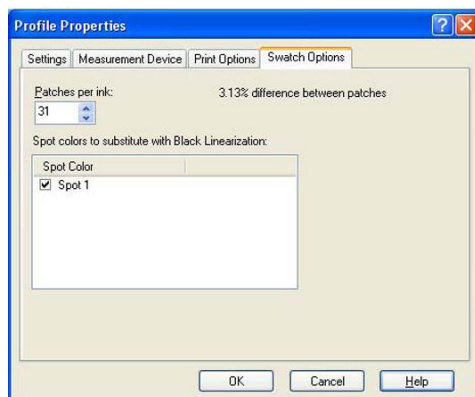 Profile Properties
Settings Measurement Device Print Options Swatch Options
Patches per ink:
3.13% difference between patches
31
Spot colors to substitute with Black Linearization:
Spot Color
Spot 1
OK Cancel Help